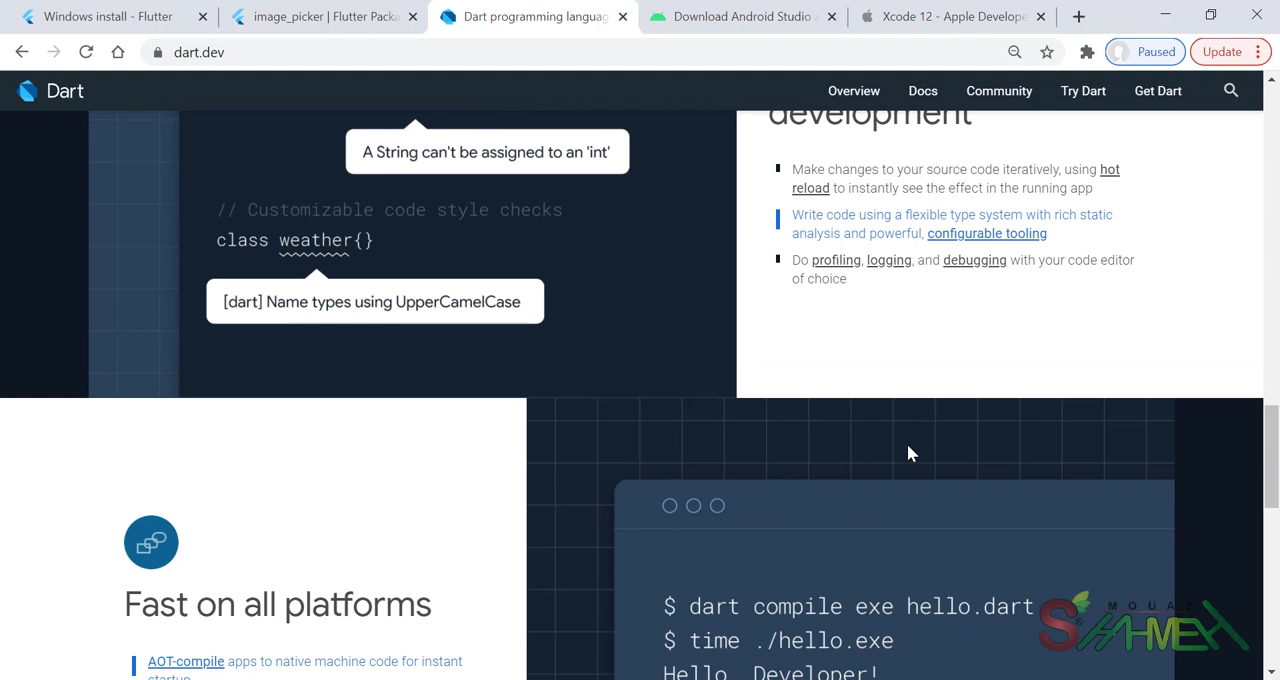 Windows install - Flutter
image_picker | Flutter Packa
Dart programming languag
Download Android Studio a
Xcode 12 - Apple Develope
dart.dev
Paused
Update
Dart
Overview
Docs
Community
Try Dart
Get Dart
development
A String can't be assigned to an 'int'
// Customizable code style checks
class weather{}
[dart] Name types using UpperCamelCase
Make changes to your source code iteratively, using hot
reload to instantly see the effect in the running app
Write code using a flexible type system with rich static
analysis and powerful, configurable tooling
Do profiling, logging, and debugging with your code editor
of choice
Fast on all platforms
AOT-compile apps to native machine code for instant
startup
$ dart compile exe hello.dart
$ time ./hello.exe
Hello, Developer!
MOUAZ